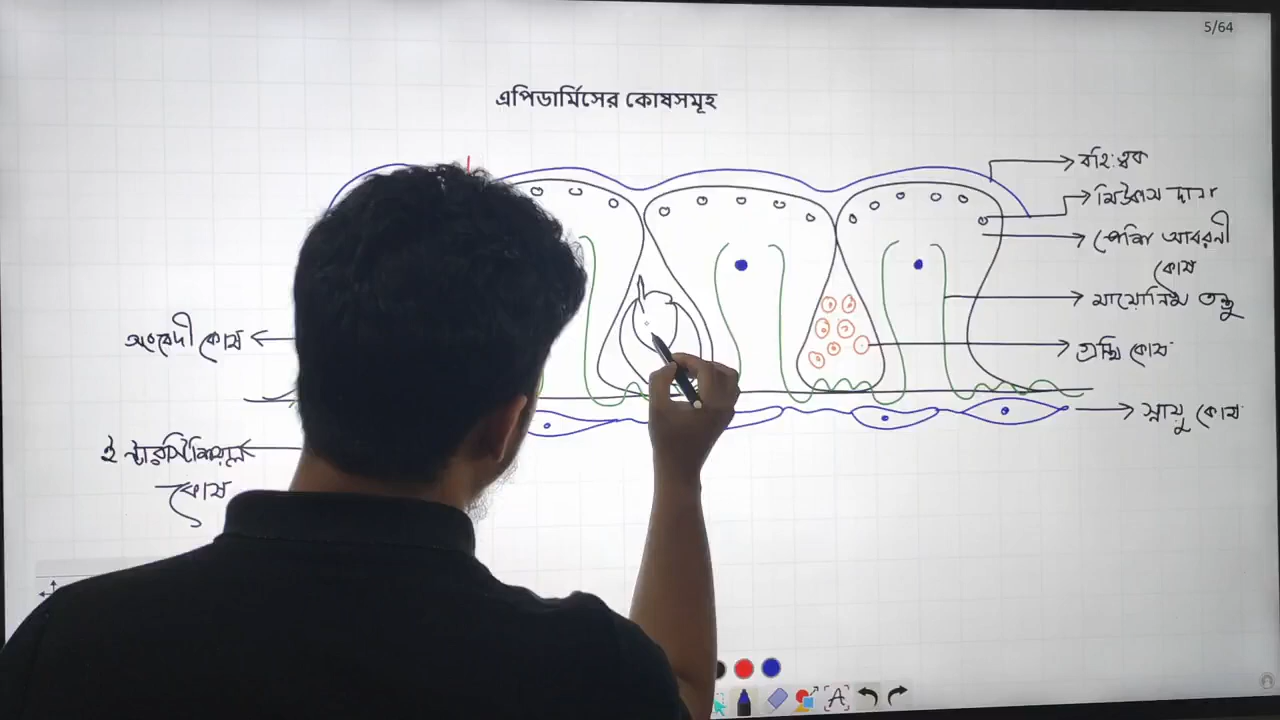 5/64
এপিডার্মিসের কোষসমূহ
বহিঃত্বক
মিউকাস দানা
পেশি আবরণী
কোষ
মায়োনিম তন্তু
গ্রন্থি কোষ
স্নায়ু কোষ
সংবেদী কোষ
ইন্টারস্টিশিয়াল
কোষ
A